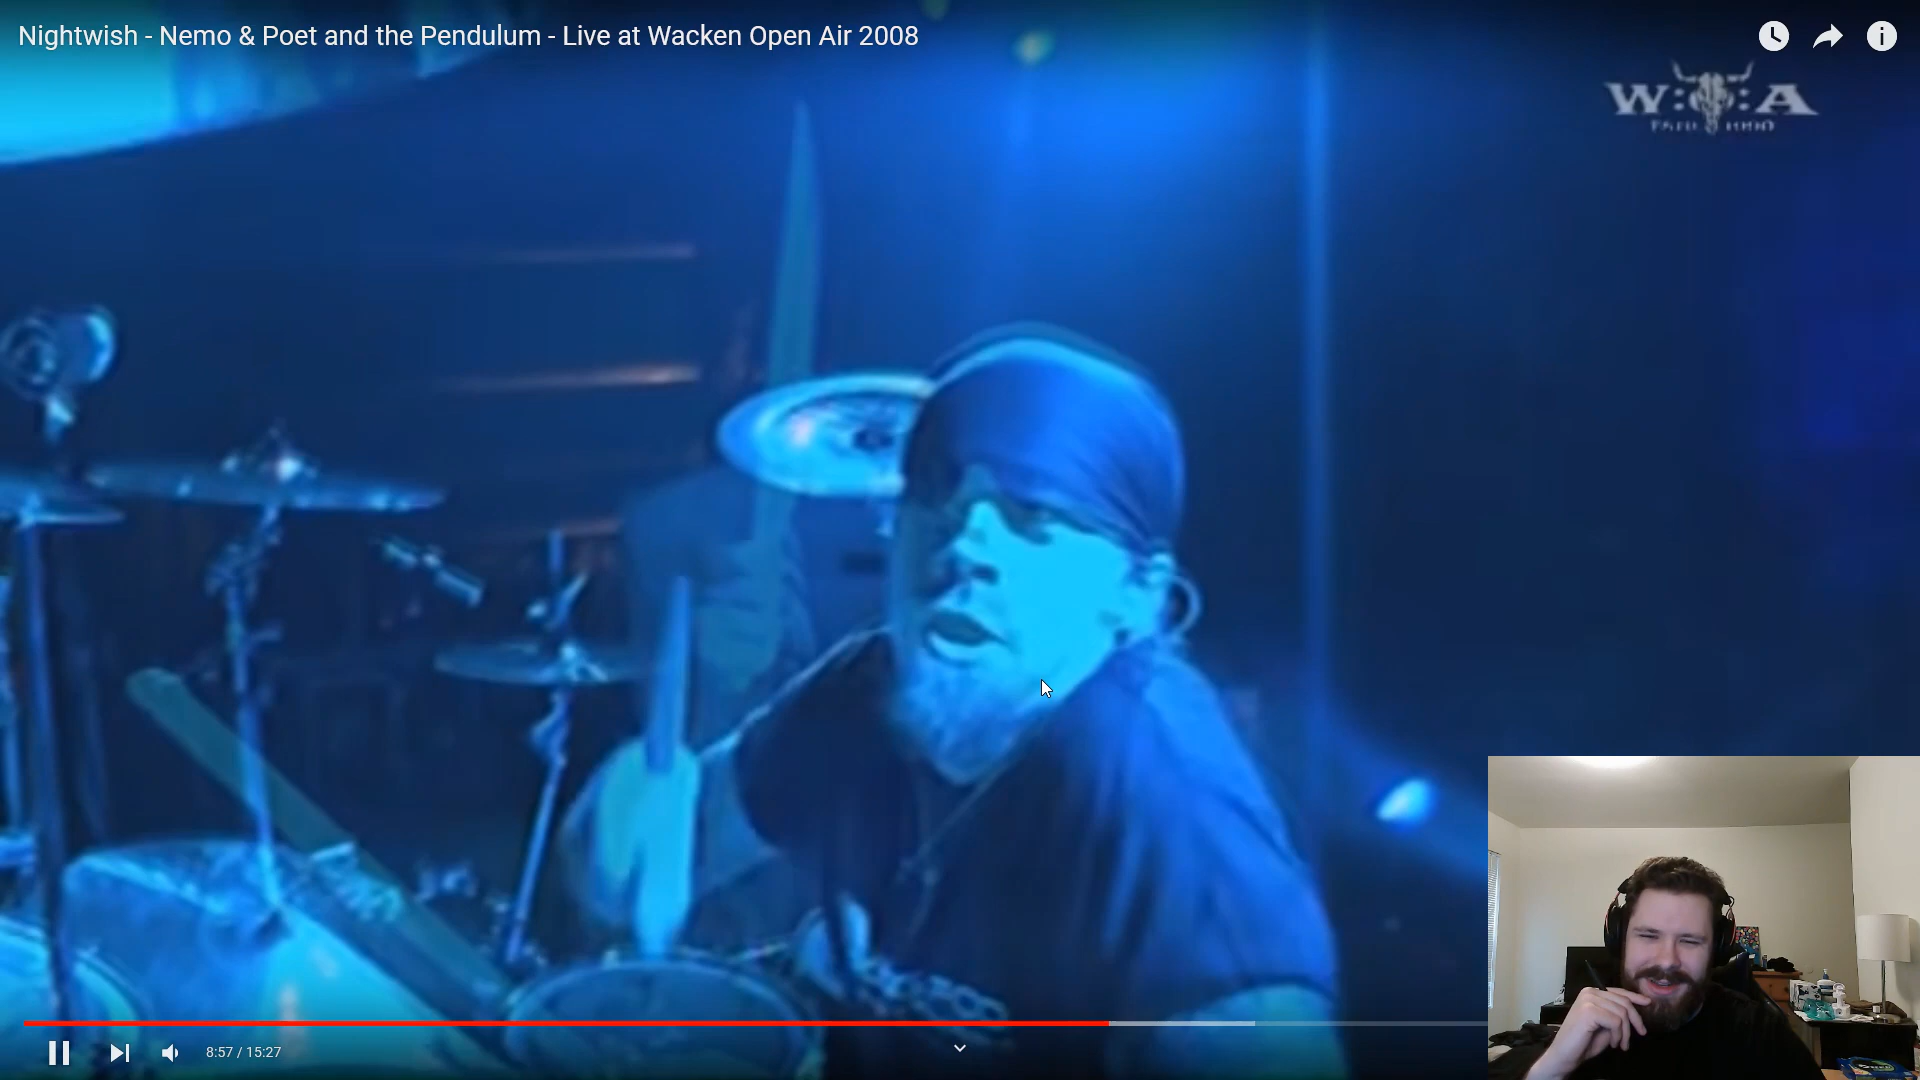 Nightwish - Nemo & Poet and the Pendulum - Live at Wacken Open Air 2008
W:O:A
8:57 / 15:27